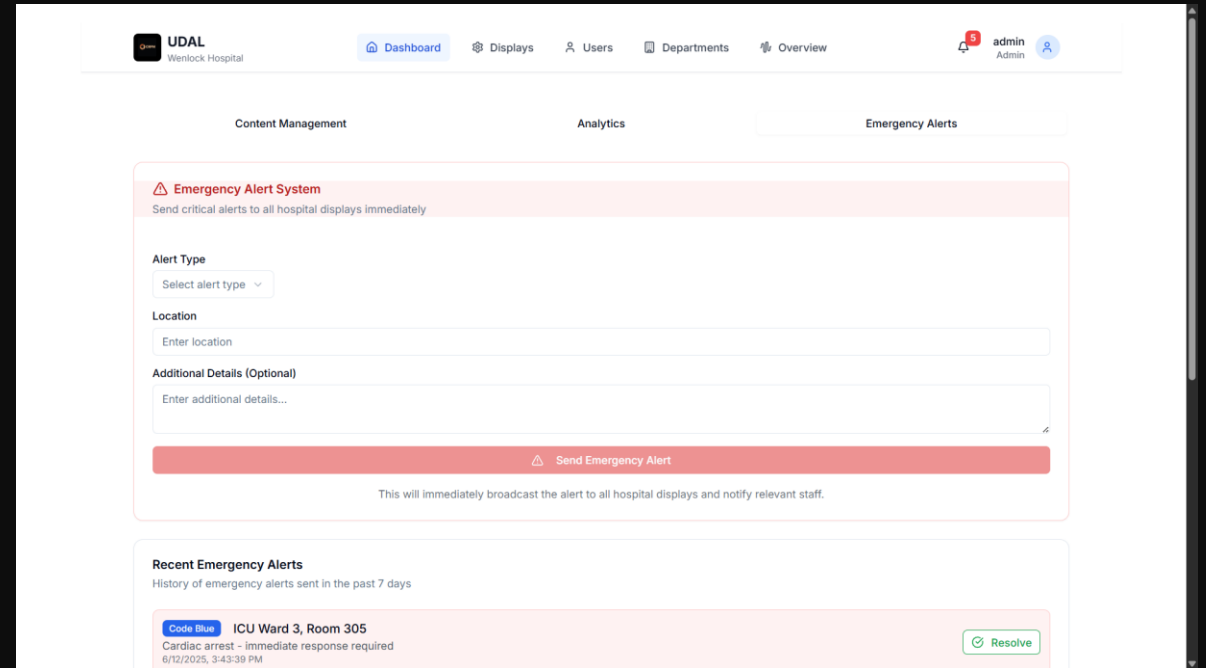 UDAL
Wenlock Hospital
Dashboard
Displays
Users
Departments
Overview
5
admin
Admin
Content Management
Analytics
Emergency Alerts
Emergency Alert System
Send critical alerts to all hospital displays immediately
Alert Type
Select alert type
Location
Enter location
Additional Details (Optional)
Enter additional details...
Send Emergency Alert
This will immediately broadcast the alert to all hospital displays and notify relevant staff.
Recent Emergency Alerts
History of emergency alerts sent in the past 7 days
Code Blue ICU Ward 3, Room 305
Cardiac arrest - immediate response required
6/12/2025, 3:43:39 PM
Resolve